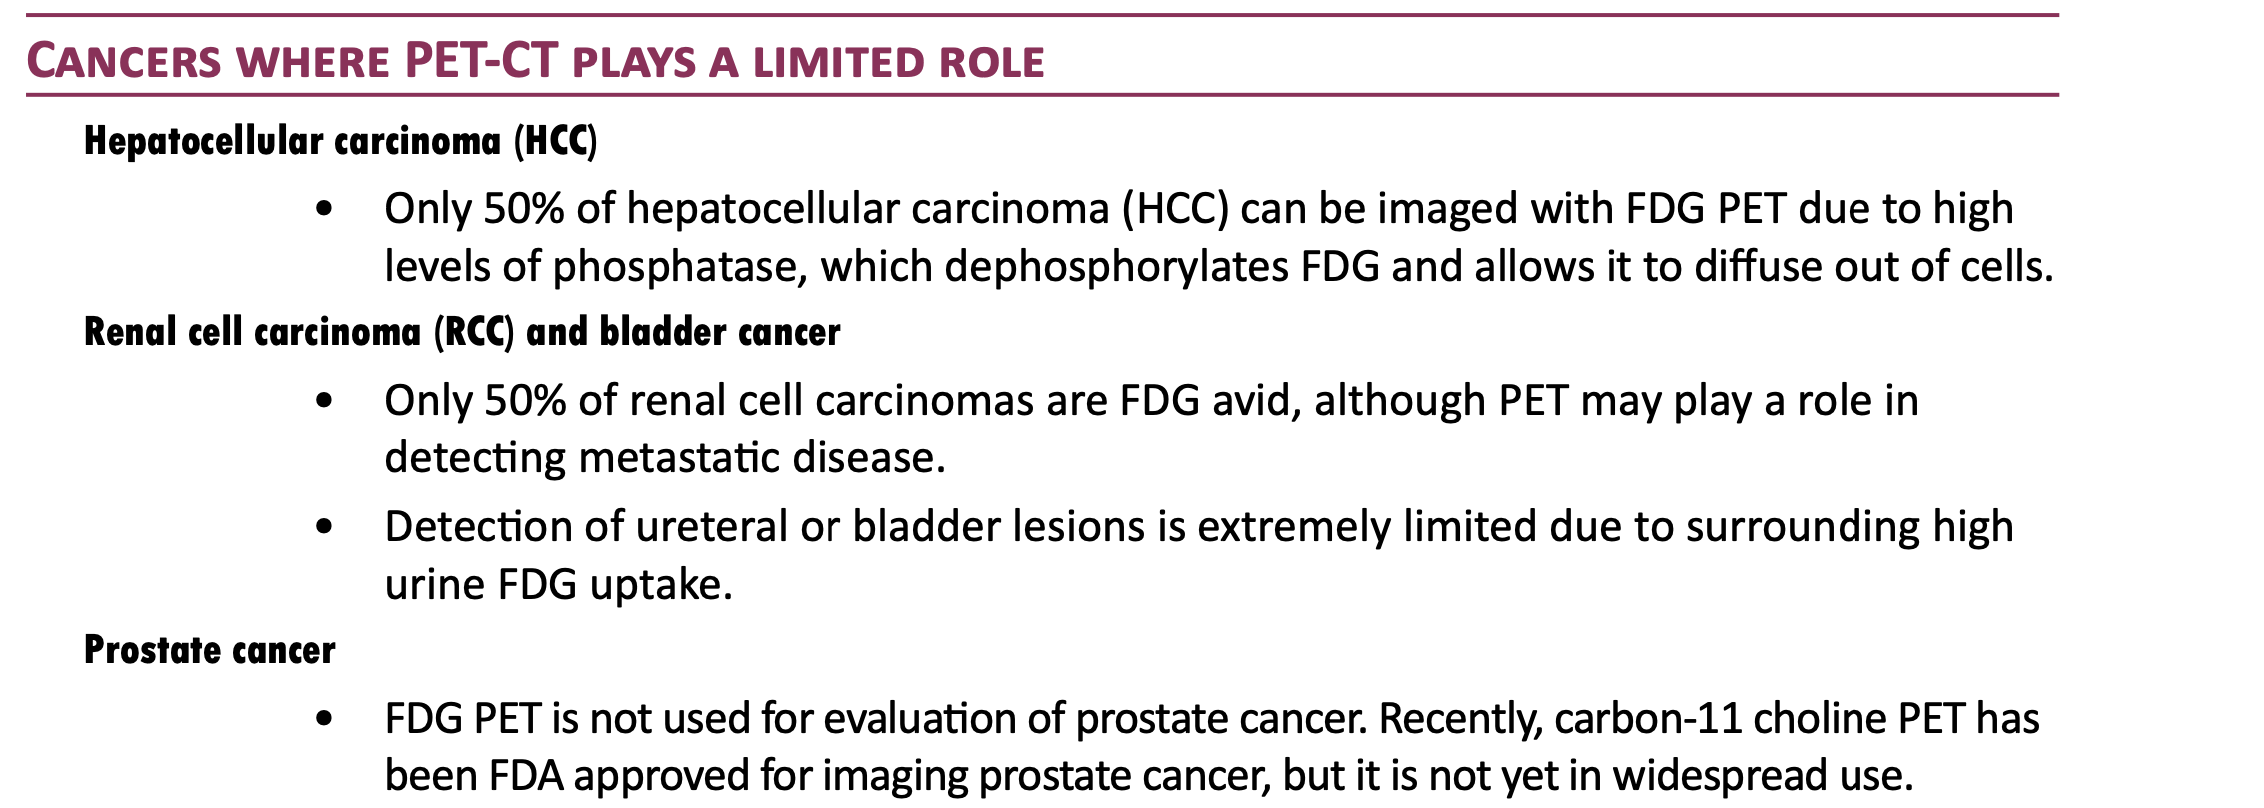 CANCERS WHERE PET-CT PLAYS A LIMITED ROLE
Hepatocellular carcinoma (HCC)
• Only 50% of hepatocellular carcinoma (HCC) can be imaged with FDG PET due to high
levels of phosphatase, which dephosphorylates FDG and allows it to diffuse out of cells.
Renal cell carcinoma (RCC) and bladder cancer
• Only 50% of renal cell carcinomas are FDG avid, although PET may play a role in
detecting metastatic disease.
• Detection of ureteral or bladder lesions is extremely limited due to surrounding high
urine FDG uptake.
Prostate cancer
• FDG PET is not used for evaluation of prostate cancer. Recently, carbon-11 choline PET has
been FDA approved for imaging prostate cancer, but it is not yet in widespread use.